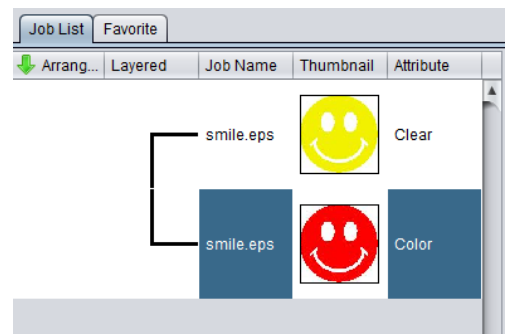 Job List Favorite
Arrang... Layered Job Name Thumbnail Attribute
smile.eps Clear
smile.eps Color